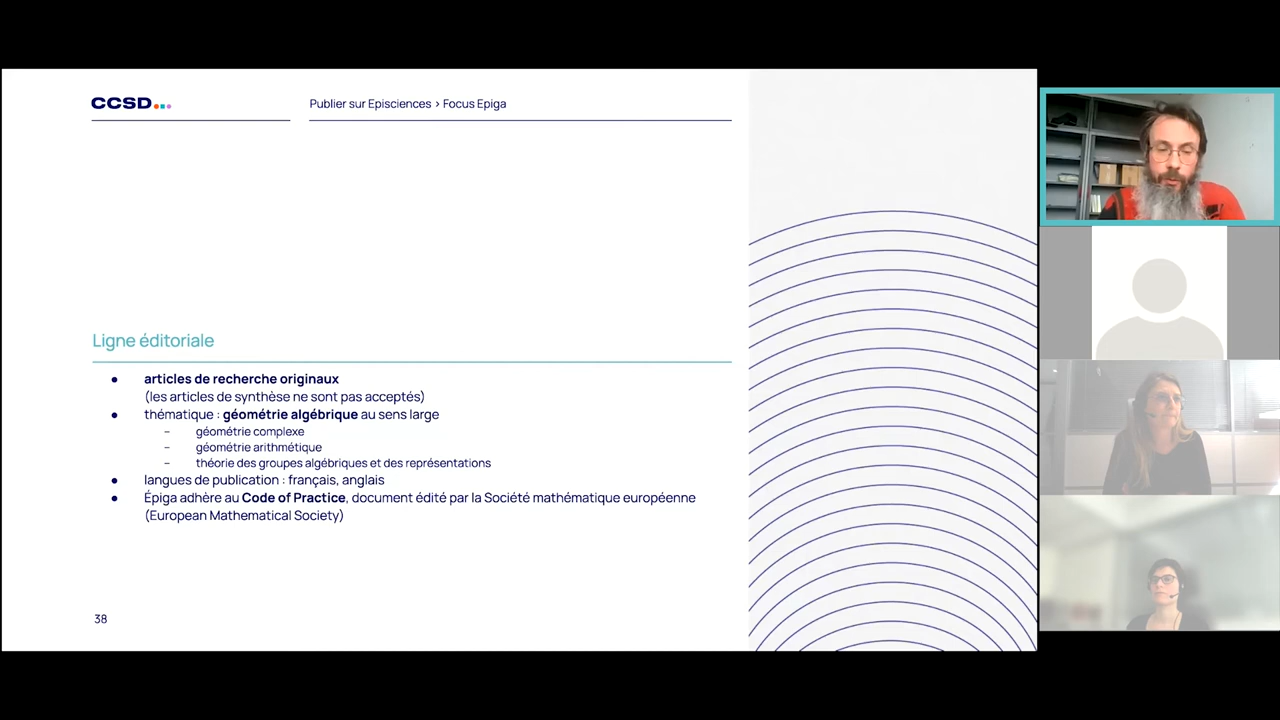 CCSD
Publier sur Episciences › Focus Epiga
Ligne éditoriale
● articles de recherche originaux
(les articles de synthèse ne sont pas acceptés)
● thématique : géométrie algébrique au sens large
– géométrie complexe
– géométrie arithmétique
– théorie des groupes algébriques et des représentations
● langues de publication : français, anglais
● Épiga adhère au Code of Practice, document édité par la Société mathématique européenne
(European Mathematical Society)
38